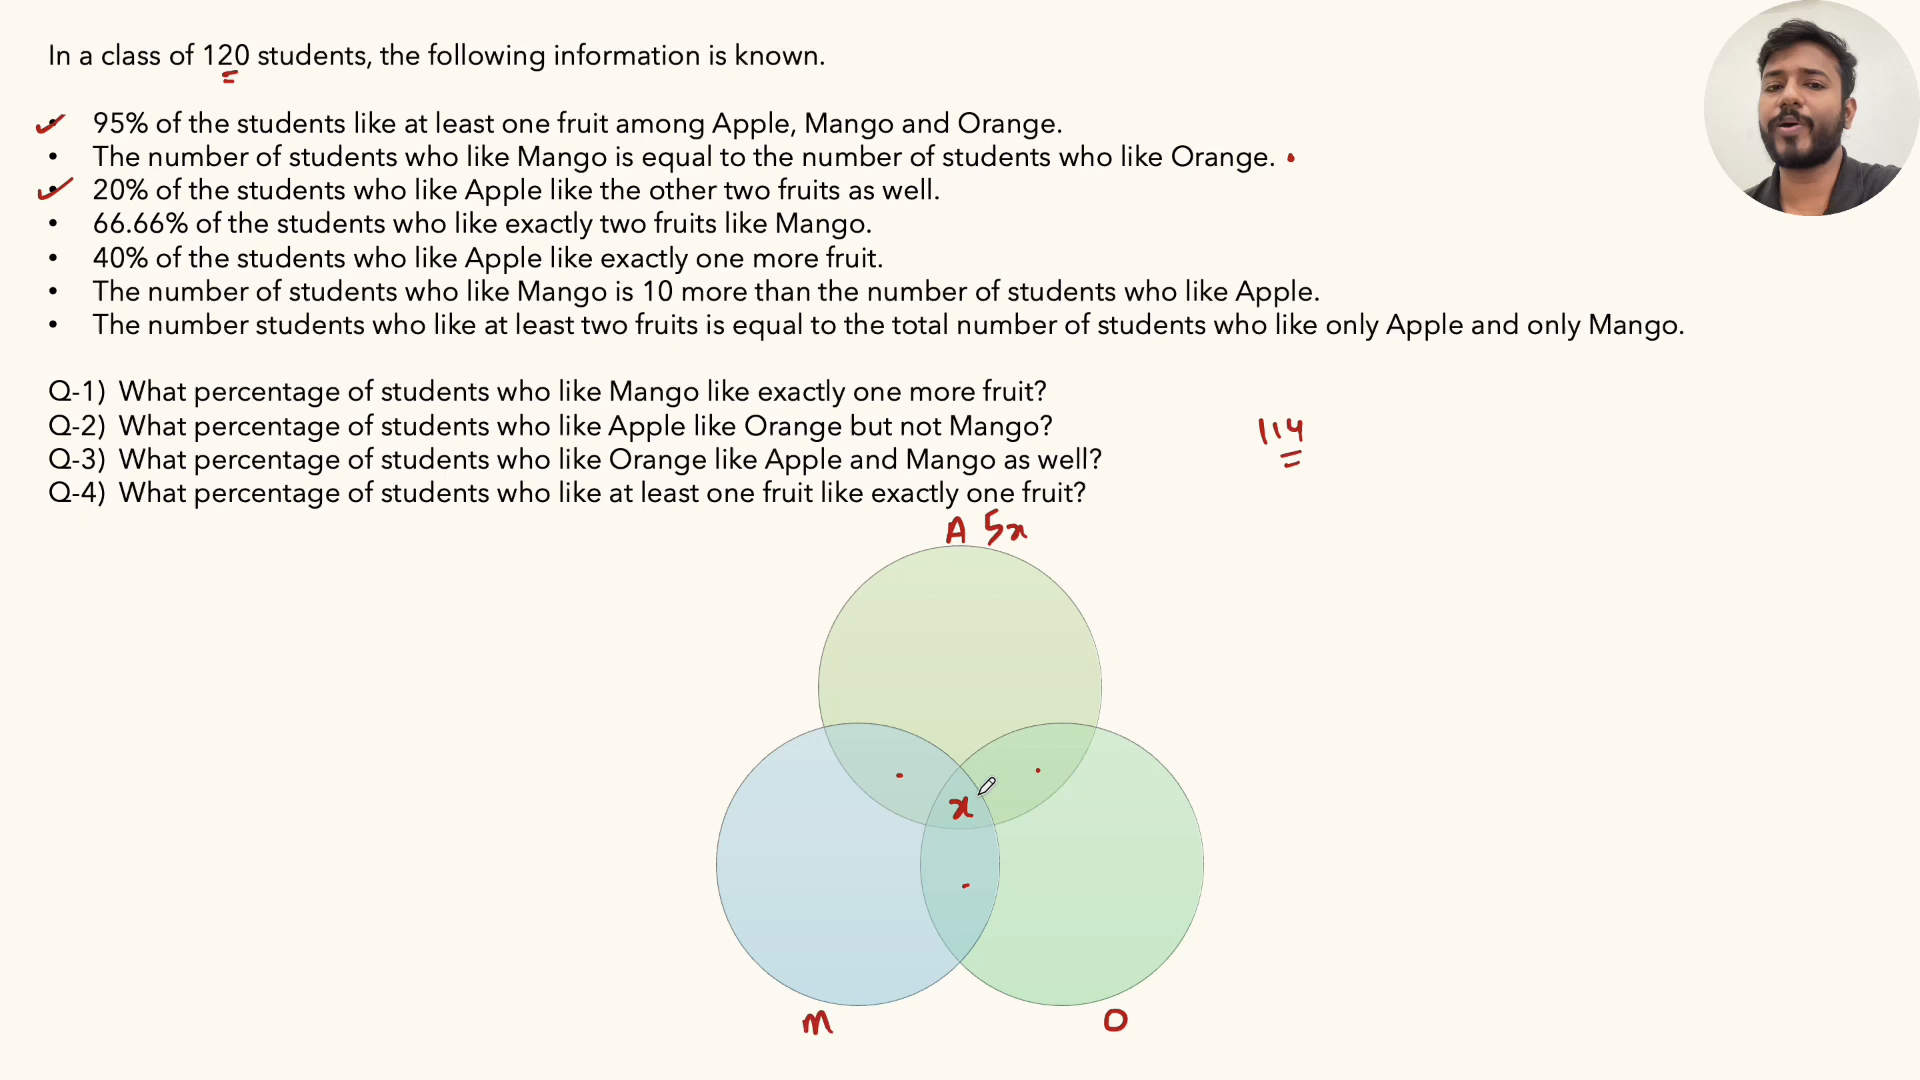 In a class of 120 students, the following information is known.
• 95% of the students like at least one fruit among Apple, Mango and Orange.
• The number of students who like Mango is equal to the number of students who like Orange.
• 20% of the students who like Apple like the other two fruits as well.
• 66.66% of the students who like exactly two fruits like Mango.
• 40% of the students who like Apple like exactly one more fruit.
• The number of students who like Mango is 10 more than the number of students who like Apple.
• The number students who like at least two fruits is equal to the total number of students who like only Apple and only Mango.
Q-1) What percentage of students who like Mango like exactly one more fruit?
Q-2) What percentage of students who like Apple like Orange but not Mango?
Q-3) What percentage of students who like Orange like Apple and Mango as well?
Q-4) What percentage of students who like at least one fruit like exactly one fruit?
114
A 5x
x
M
O